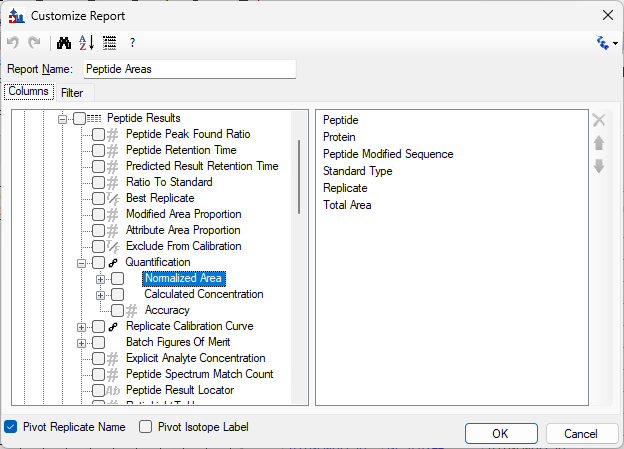 Customize Report
Report Name: Peptide Areas
Columns Filter
Peptide Results
Peptide Peak Found Ratio
Peptide Retention Time
Predicted Result Retention Time
Ratio To Standard
Best Replicate
Modified Area Proportion
Attribute Area Proportion
Exclude From Calibration
Quantification
Normalized Area
Calculated Concentration
Accuracy
Replicate Calibration Curve
Batch Figures Of Merit
Explicit Analyte Concentration
Peptide Spectrum Match Count
Peptide Result Locator
Peptide
Protein
Peptide Modified Sequence
Standard Type
Replicate
Total Area
Pivot Replicate Name Pivot Isotope Label
OK Cancel